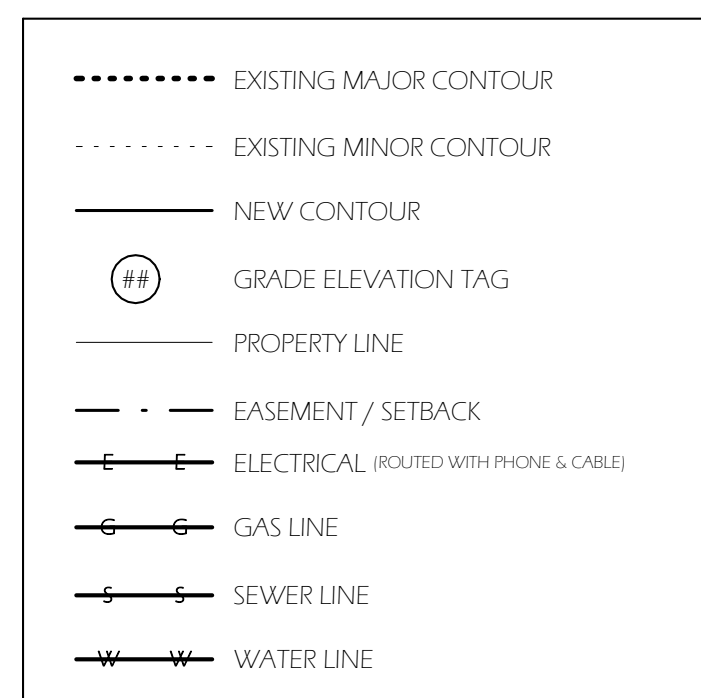 EXISTING MAJOR CONTOUR
EXISTING MINOR CONTOUR
NEW CONTOUR
## GRADE ELEVATION TAG
PROPERTY LINE
EASEMENT / SETBACK
E E ELECTRICAL (ROUTED WITH PHONE & CABLE)
G G GAS LINE
S S SEWER LINE
W W WATER LINE